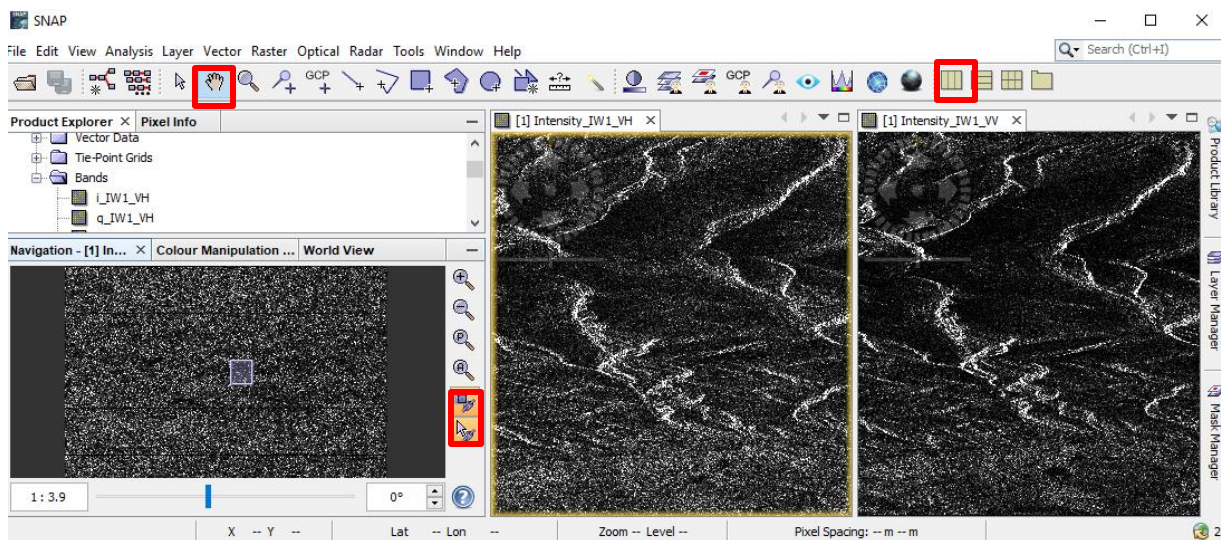 SNAP
File Edit View Analysis Layer Vector Raster Optical Radar Tools Window Help
Search (Ctrl+I)
GCP
GCP
Product Explorer Pixel Info
Vector Data
Tie-Point Grids
Bands
i_IW1_VH
q_IW1_VH
Navigation - [1] In... Colour Manipulation ... World View
1 : 3.9
0°
[1] Intensity_IW1_VH
[1] Intensity_IW1_VV
Product Library
Layer Manager
Mask Manager
X -- Y -- Lat -- Lon -- Zoom -- Level -- Pixel Spacing: -- m -- m
2